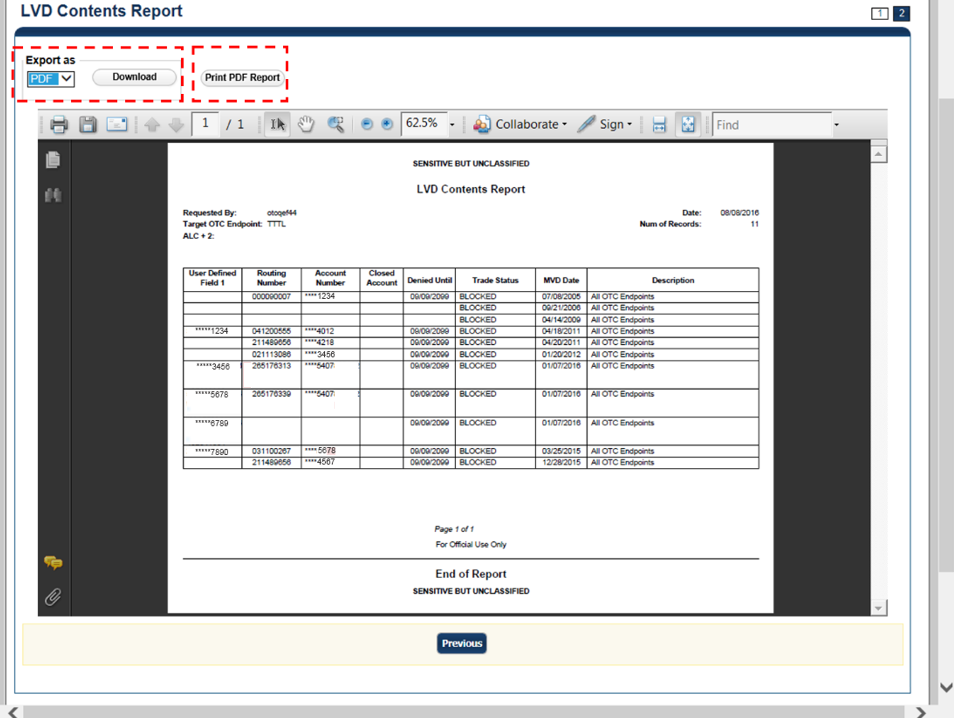 LVD Contents Report
1 2
Export as
PDF Download Print PDF Report
1 / 1 62.5% Collaborate Sign Find
SENSITIVE BUT UNCLASSIFIED
LVD Contents Report
Requested By: otoqef44 Date: 08/08/2016
Target OTC Endpoint: TTTL Num of Records: 11
ALC + 2:
User Defined Field 1 Routing Number Account Number Closed Account Denied Until Trade Status MVD Date Description
000090007 ****1234 09/09/2099 BLOCKED 07/08/2005 All OTC Endpoints
BLOCKED 09/21/2006 All OTC Endpoints
BLOCKED 04/14/2009 All OTC Endpoints
*****1234 041200555 ****4012 09/09/2099 BLOCKED 04/18/2011 All OTC Endpoints
211489656 ****4218 09/09/2099 BLOCKED 04/20/2011 All OTC Endpoints
021113086 ****3456 09/09/2099 BLOCKED 01/20/2012 All OTC Endpoints
*****3456 265176313 ****5407 09/09/2099 BLOCKED 01/07/2016 All OTC Endpoints
*****5678 265176339 ****5407 09/09/2099 BLOCKED 01/07/2016 All OTC Endpoints
*****6789 09/09/2099 BLOCKED 01/07/2016 All OTC Endpoints
*****7890 031100267 ****5678 09/09/2099 BLOCKED 03/25/2015 All OTC Endpoints
211489656 ****4567 09/09/2099 BLOCKED 12/28/2015 All OTC Endpoints
Page 1 of 1
For Official Use Only
End of Report
SENSITIVE BUT UNCLASSIFIED
Previous